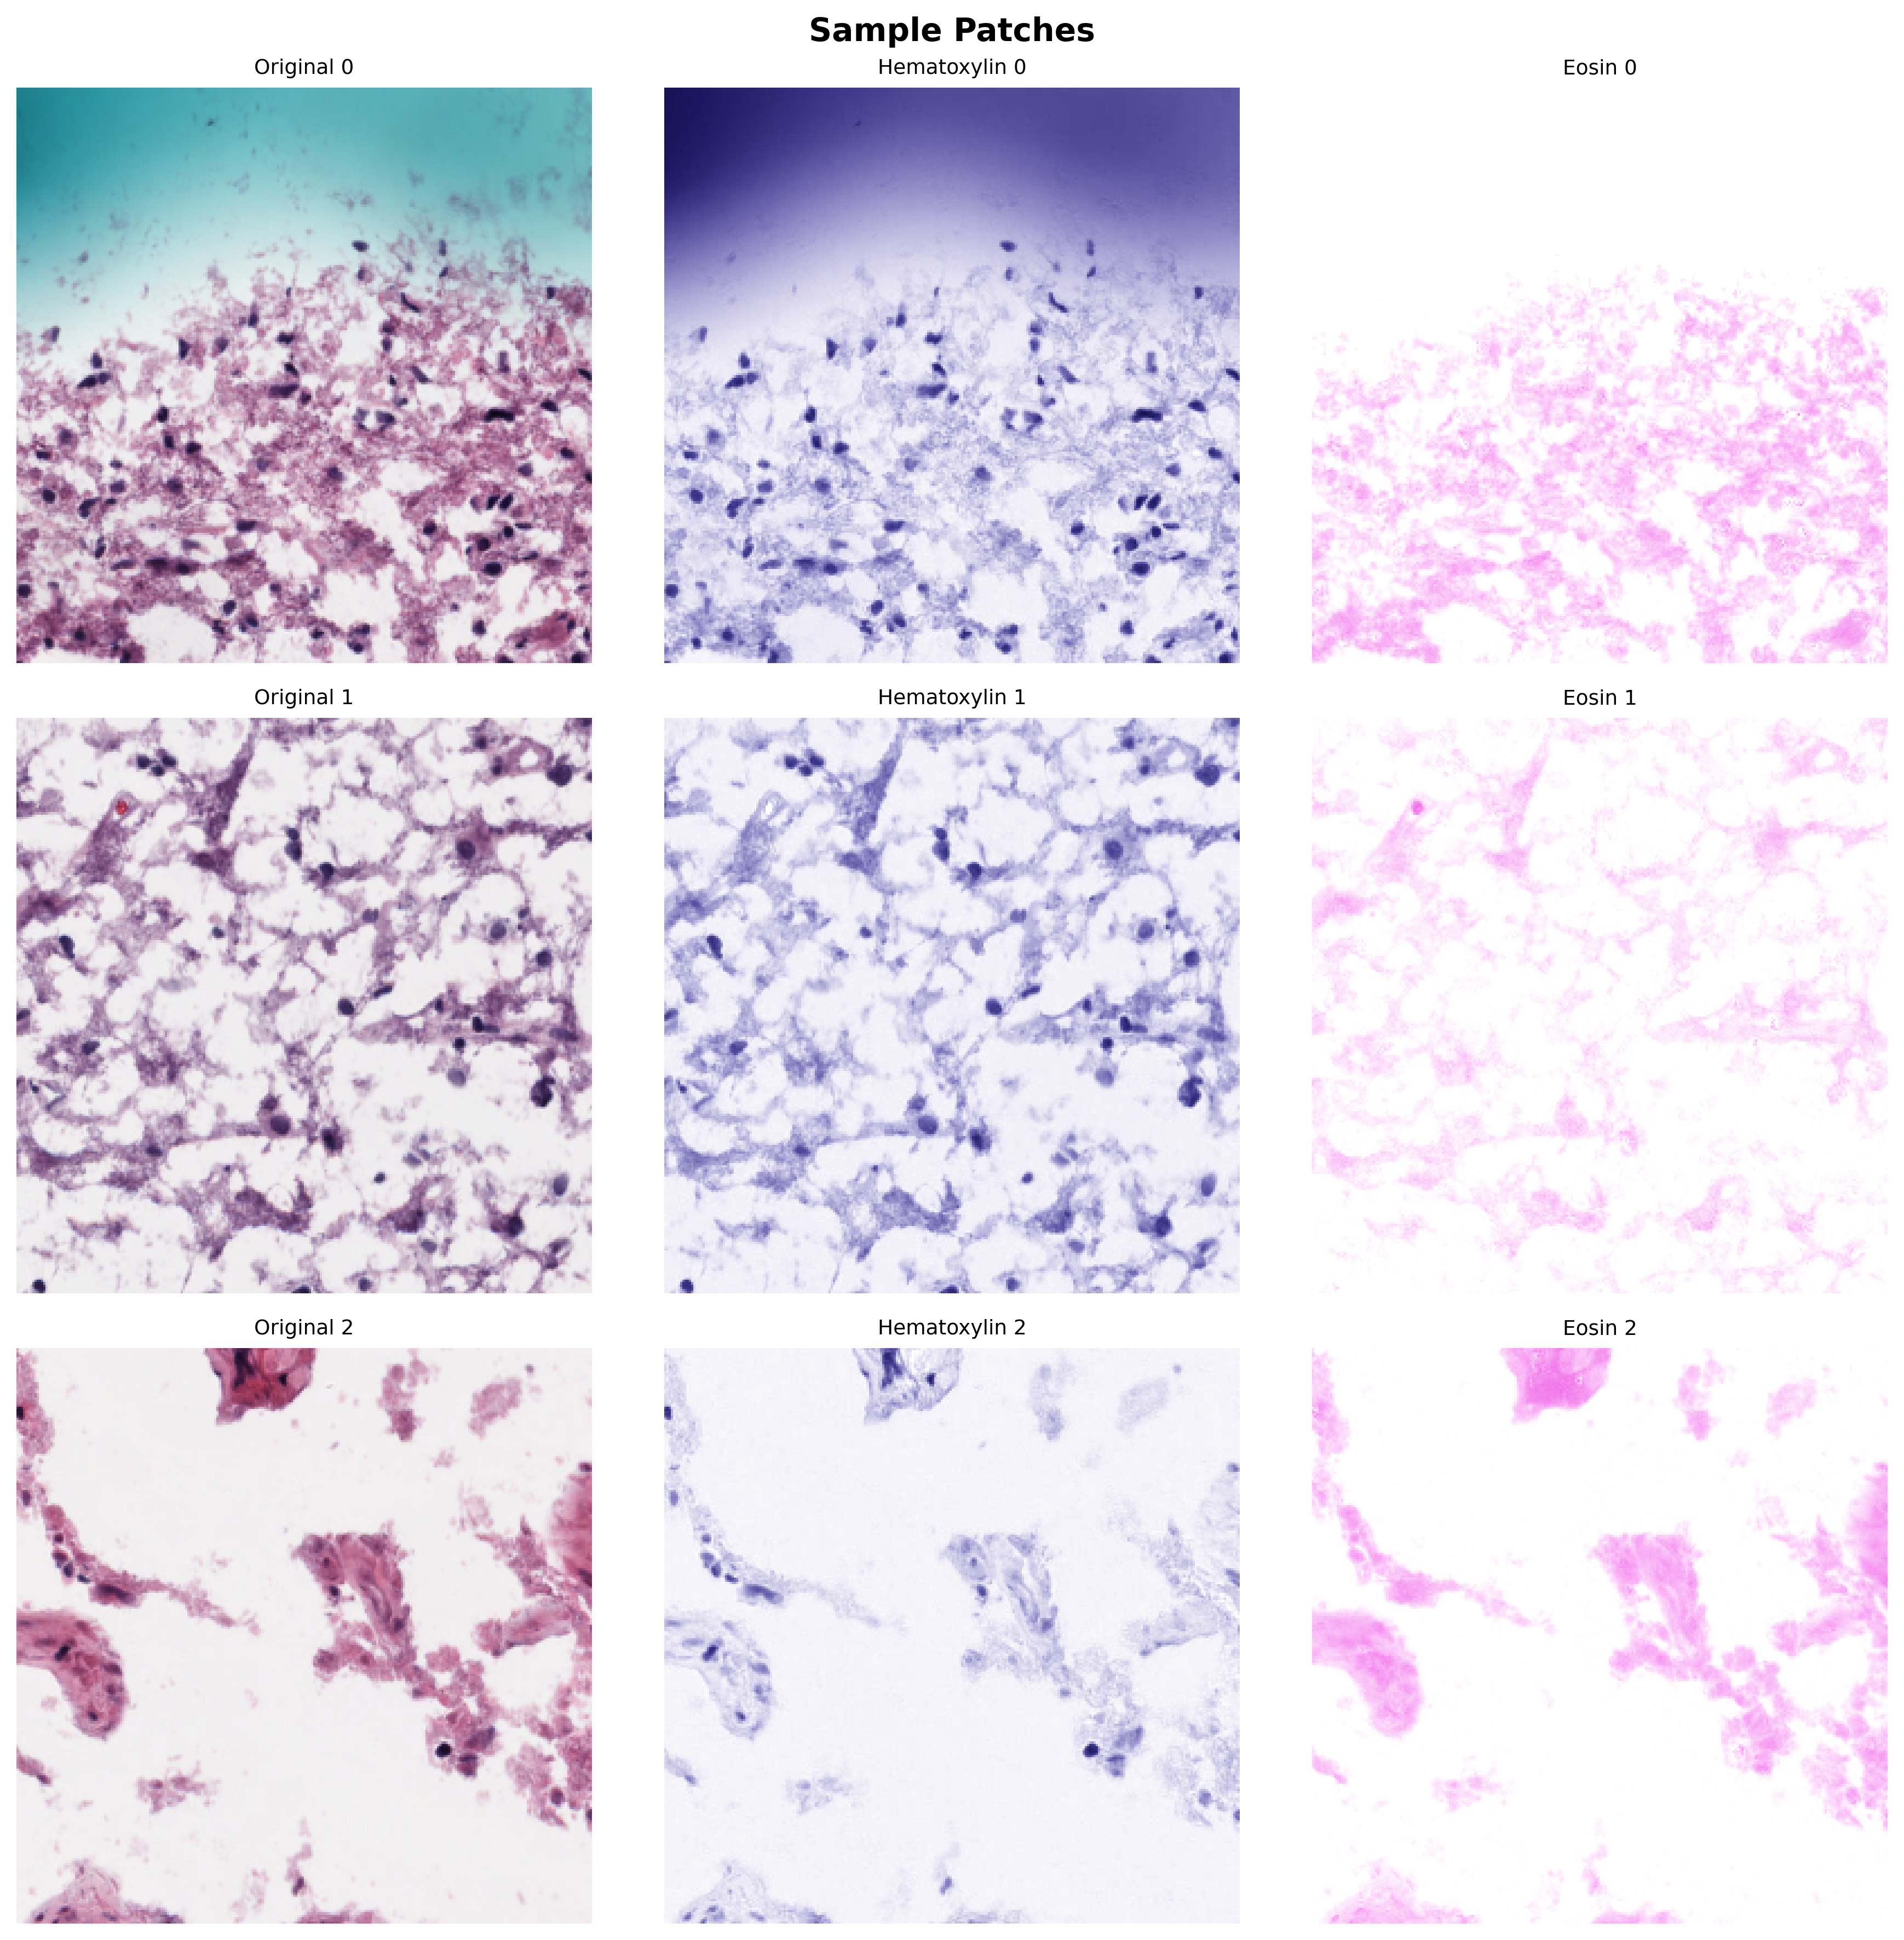 Sample Patches
Original 0
Hematoxylin 0
Eosin 0
Original 1
Hematoxylin 1
Eosin 1
Original 2
Hematoxylin 2
Eosin 2